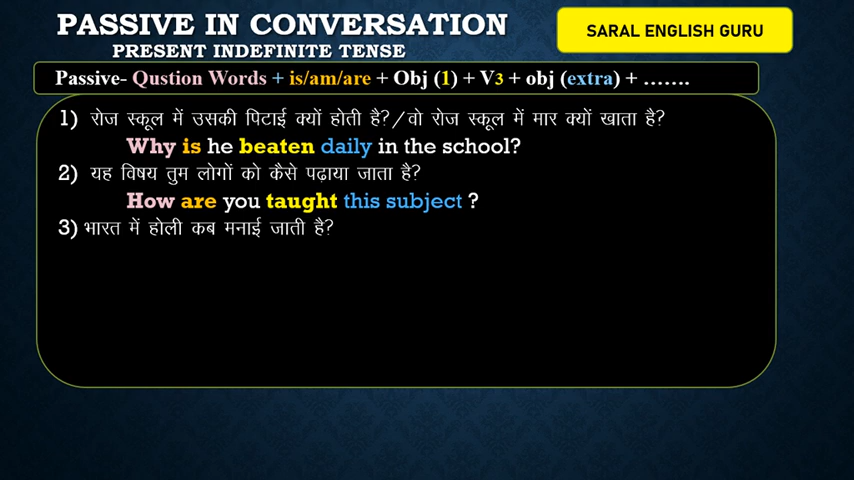 PASSIVE IN CONVERSATION
PRESENT INDEFINITE TENSE
SARAL ENGLISH GURU
Passive- Qustion Words + is/am/are + Obj (1) + V3 + obj (extra) + …….
1) रोज स्कूल में उसकी पिटाई क्यों होती है?/वो रोज स्कूल में मार क्यों खाता है?
Why is he beaten daily in the school?
2) यह विषय तुम लोगों को कैसे पढ़ाया जाता है?
How are you taught this subject ?
3) भारत में होली कब मनाई जाती है?